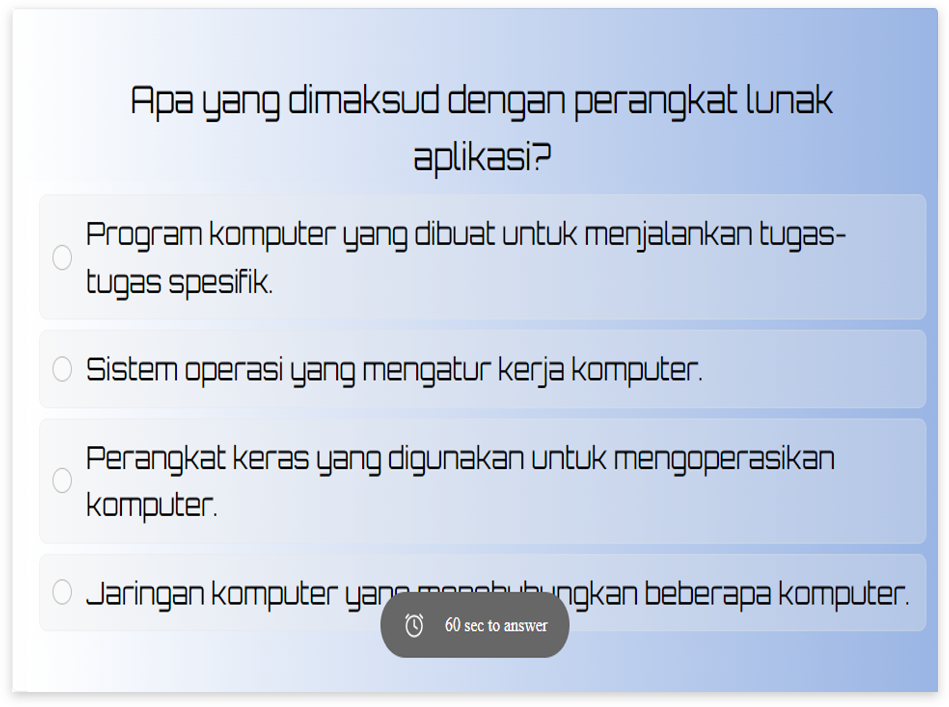 Apa yang dimaksud dengan perangkat lunak
aplikasi?
Program komputer yang dibuat untuk menjalankan tugas-
tugas spesifik.
Sistem operasi yang mengatur kerja komputer.
Perangkat keras yang digunakan untuk mengoperasikan
komputer.
Jaringan komputer yang menghubungkan beberapa komputer.
60 sec to answer